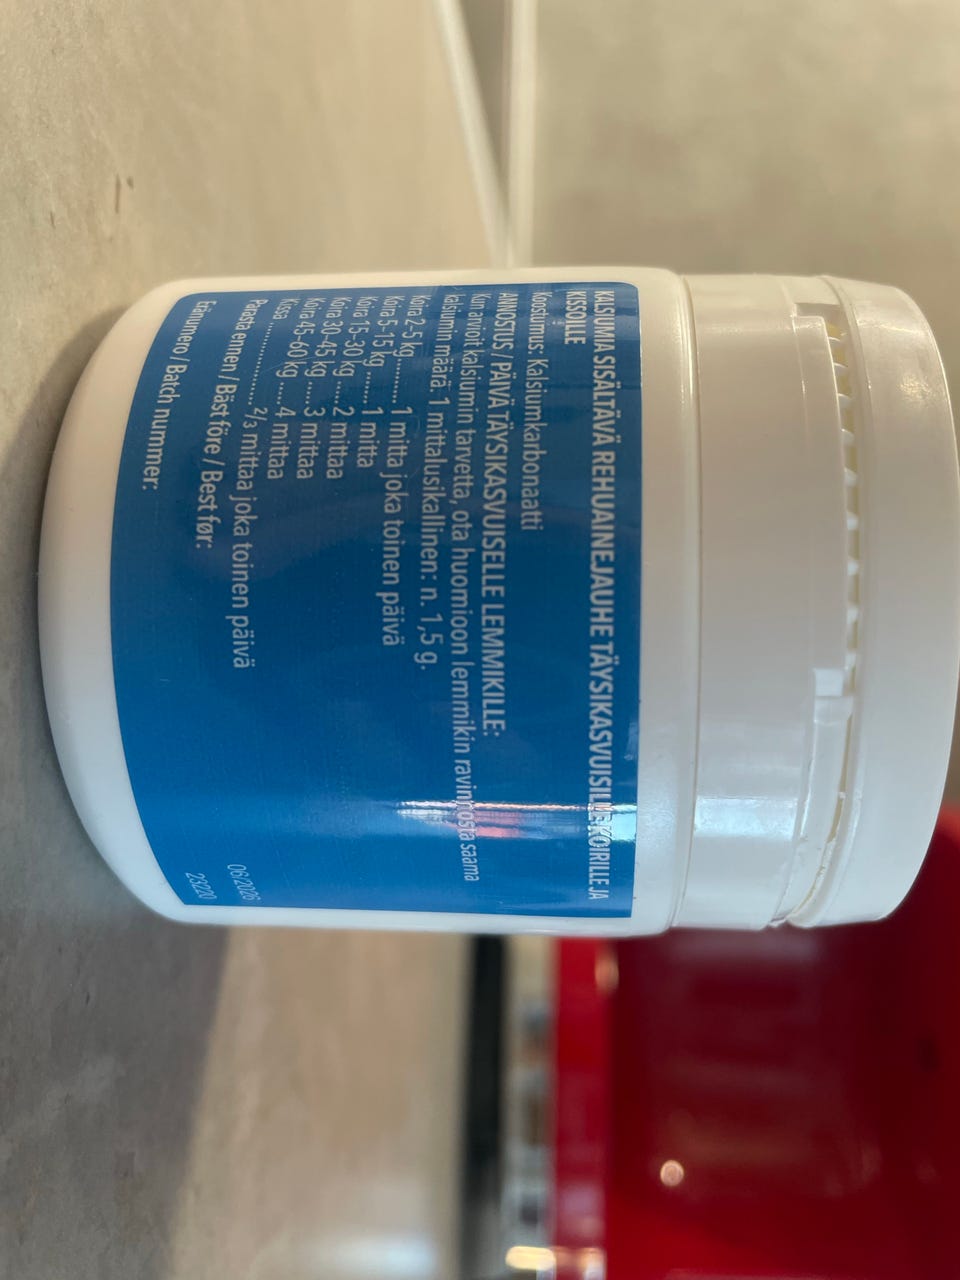 KALSIUMIA SISÄLTÄVÄ REHUAINEJAUHE TÄYSIKASVUISILLE KOIRILLE JA
KISSOILLE
Koostumus: Kalsiumkarbonaatti
ANNOSTUS / PÄIVÄ TÄYSIKASVUISELLE LEMMIKILLE:
Kun arvioit kalsiumin tarvetta, ota huomioon lemmikin ravinnosta saama
kalsiumin määrä. 1 mittalusikallinen: n. 1,5 g.
Koira 2-5 kg ......... 1 mitta joka toinen päivä
Koira 5-15 kg ....... 1 mitta
Koira 15-30 kg ..... 2 mittaa
Koira 30-45 kg ..... 3 mittaa
Koira 45-60 kg ..... 4 mittaa
Kissa ................... 2/3 mittaa joka toinen päivä
Parasta ennen / Bäst före / Best før: 06/2026
Eränumero / Batch nummer: 23220